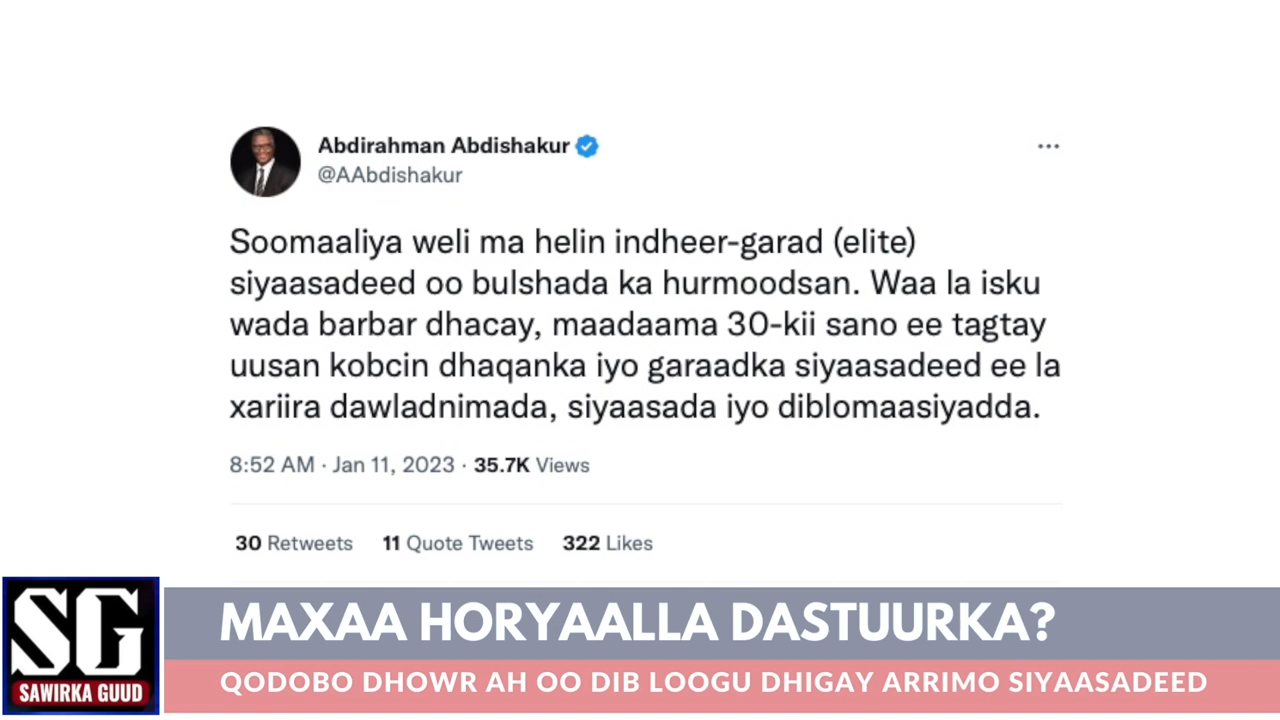 Abdirahman Abdishakur
@AAbdishakur
Soomaaliya weli ma helin indheer-garad (elite)
siyaasadeed oo bulshada ka hurmoodsan. Waa la isku
wada barbar dhacay, maadaama 30-kii sano ee tagtay
uusan kobcin dhaqanka iyo garaadka siyaasadeed ee la
xariira dawladnimada, siyaasada iyo diblomaasiyadda.
8:52 AM · Jan 11, 2023 · 35.7K Views
30 Retweets 11 Quote Tweets 322 Likes
SG
SAWIRKA GUUD
MAXAA HORYAALLA DASTUURKA?
QODOBO DHOWR AH OO DIB LOOGU DHIGAY ARRIMO SIYAASADEED